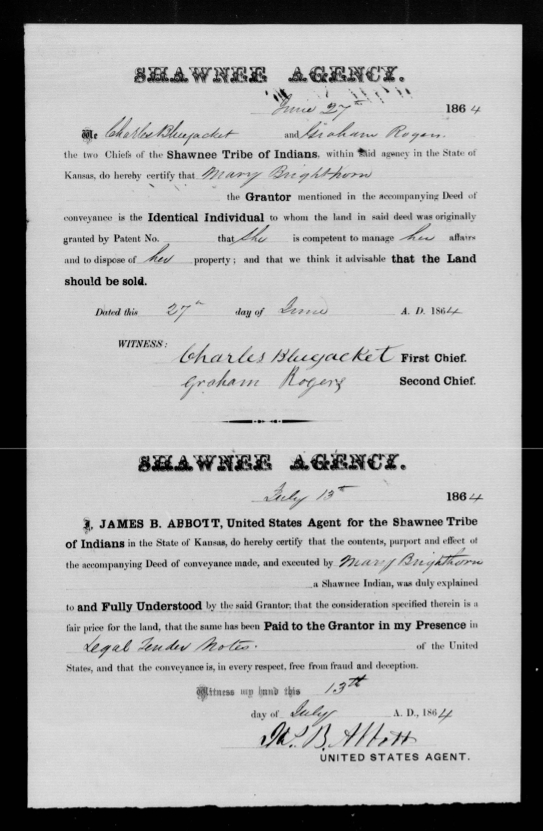 SHAWNEE AGENCY.
June 27th 1864
We Charles Bluejacket and Graham Rogers.
the two Chiefs of the Shawnee Tribe of Indians, within said agency in the State of
Kansas, do hereby certify that Mary Brighthorn
the Grantor mentioned in the accompanying Deed of
conveyance is the Identical Individual to whom the land in said deed was originally
granted by Patent No. that She is competent to manage her affairs
and to dispose of her property; and that we think it advisable that the Land
should be sold.
Dated this 27th day of June A. D. 1864
WITNESS:
Charles Bluejacket First Chief.
Graham Rogers Second Chief.
SHAWNEE AGENCY.
July 13th 1864
I, JAMES B. ABBOTT, United States Agent for the Shawnee Tribe
of Indians in the State of Kansas, do hereby certify that the contents, purport and effect of
the accompanying Deed of conveyance made, and executed by Mary Brighthorn
a Shawnee Indian, was duly explained
to and Fully Understood by the said Grantor; that the consideration specified therein is a
fair price for the land, that the same has been Paid to the Grantor in my Presence in
Legal Tender Notes. of the United
States, and that the conveyance is, in every respect, free from fraud and deception.
Witness my hand this 13th
day of July A. D., 1864
Jas. B. Abbott
UNITED STATES AGENT.